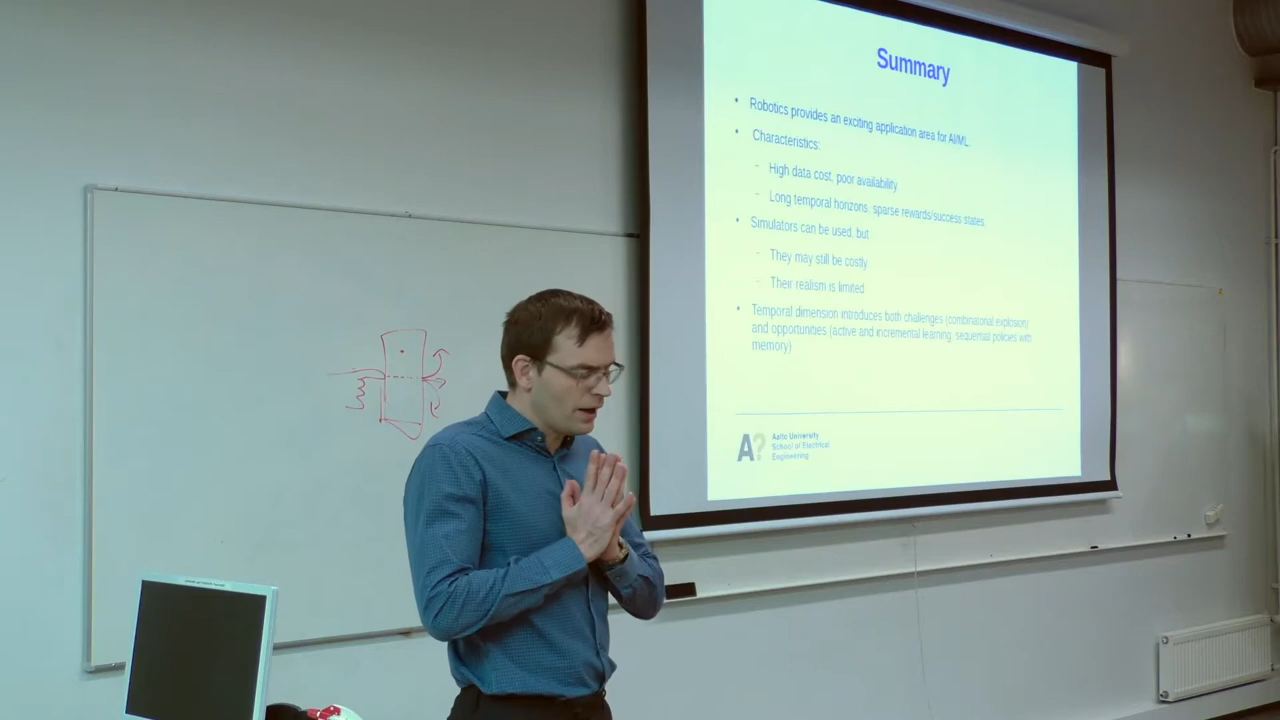 Summary
• Robotics provides an exciting application area for AI/ML.
• Characteristics:
- High data cost, poor availability
- Long temporal horizons, sparse rewards/success states.
• Simulators can be used, but
- They may still be costly.
- Their realism is limited
• Temporal dimension introduces both challenges (combinatorial explosion)
and opportunities (active and incremental learning, sequential policies with
memory)
A?
Aalto University
School of Electrical
Engineering